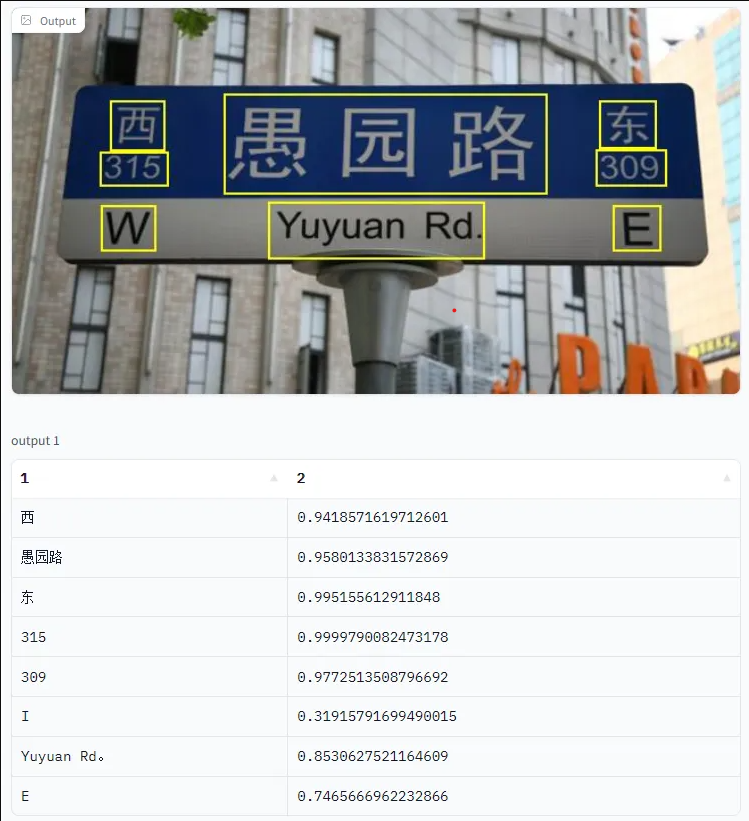 Output
西 愚园路 东
315 309
W Yuyuan Rd. E
PARA
output 1
1 2
西 0.9418571619712601
愚园路 0.9580133831572869
东 0.995155612911848
315 0.9999790082473178
309 0.9772513508796692
I 0.31915791699490015
Yuyuan Rd。 0.8530627521164609
E 0.7465666962232866